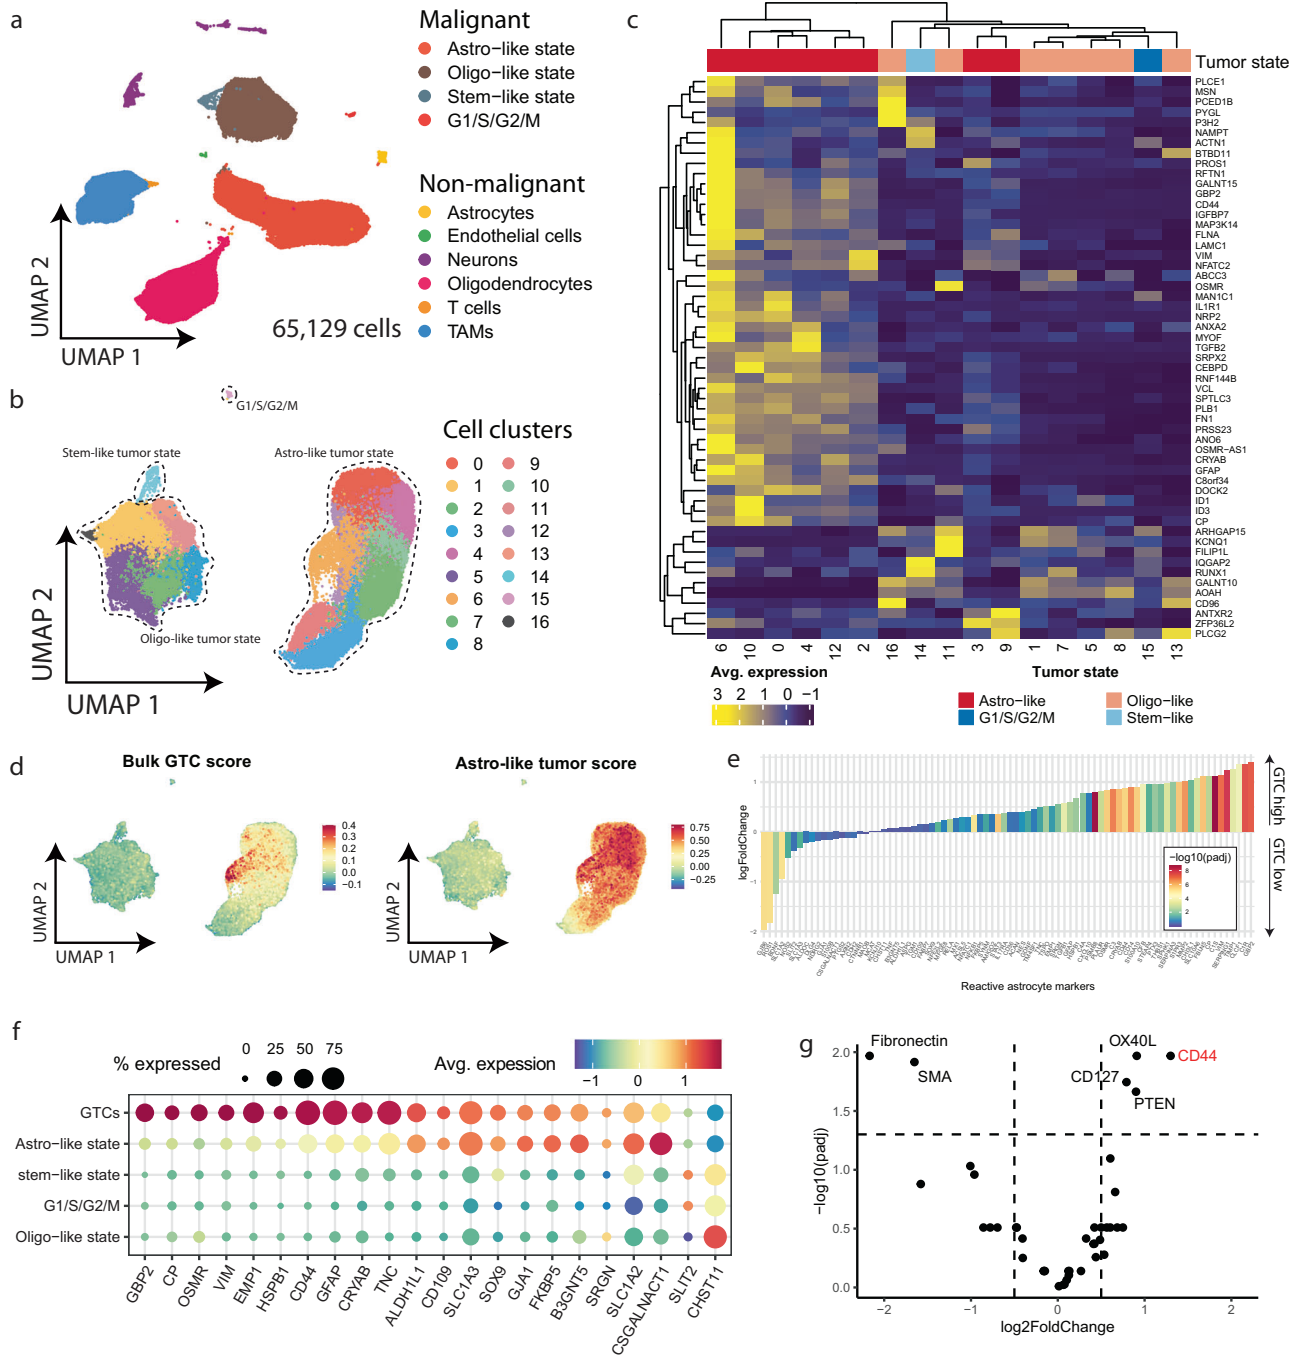 a
Malignant
Astro-like state
Oligo-like state
Stem-like state
G1/S/G2/M
Non-malignant
Astrocytes
Endothelial cells
Neurons
Oligodendrocytes
T cells
TAMs
UMAP 2
UMAP 1
65,129 cells
b
G1/S/G2/M
Stem-like tumor state
Astro-like tumor state
Oligo-like tumor state
UMAP 2
UMAP 1
Cell clusters
0 9
1 10
2 11
3 12
4 13
5 14
6 15
7 16
8
c
Tumor state
PLCE1
MSN
PCED1B
PYGL
P3H2
NAMPT
ACTN1
BTBD11
PROS1
RFTN1
GALNT15
GBP2
CD44
IGFBP7
MAP3K14
FLNA
LAMC1
VIM
NFATC2
ABCC3
OSMR
MAN1C1
IL1R1
NRP2
ANXA2
MYOF
TGFB2
SRPX2
CEBPD
RNF144B
VCL
SPTLC3
PLB1
FN1
PRSS23
ANO6
OSMR-AS1
CRYAB
GFAP
C8orf34
DOCK2
ID1
ID3
CP
ARHGAP15
KCNQ1
FILIP1L
IQGAP2
RUNX1
GALNT10
AOAH
CD96
ANTXR2
ZFP36L2
PLCG2
6 10 0 4 12 2 16 14 11 3 9 1 7 5 8 15 13
Avg. expression
3 2 1 0 −1
Tumor state
Astro-like Oligo-like
G1/S/G2/M Stem-like
d
Bulk GTC score
0.4
0.3
0.2
0.1
0.0
−0.1
UMAP 2
UMAP 1
Astro-like tumor score
0.75
0.50
0.25
0.00
−0.25
UMAP 2
UMAP 1
e
logFoldChange
1
0
−1
−2
GTC high
GTC low
−log10(padj)
8
6
4
2
Reactive astrocyte markers
f
% expressed
0 25 50 75
Avg. expession
−1 0 1
GTCs
Astro-like state
stem-like state
G1/S/G2/M
Oligo-like state
GBP2
CP
OSMR
VIM
EMP1
HSPB1
CD44
GFAP
CRYAB
TNC
ALDH1L1
CD109
SLC1A3
SOX9
GJA1
FKBP5
B3GNT5
SRGN
SLC1A2
CSGALNACT1
SLIT2
CHST11
g
Fibronectin
SMA
OX40L
CD44
CD127
PTEN
−log10(padj)
2.0
1.5
1.0
0.5
0.0
−2 −1 0 1 2
log2FoldChange